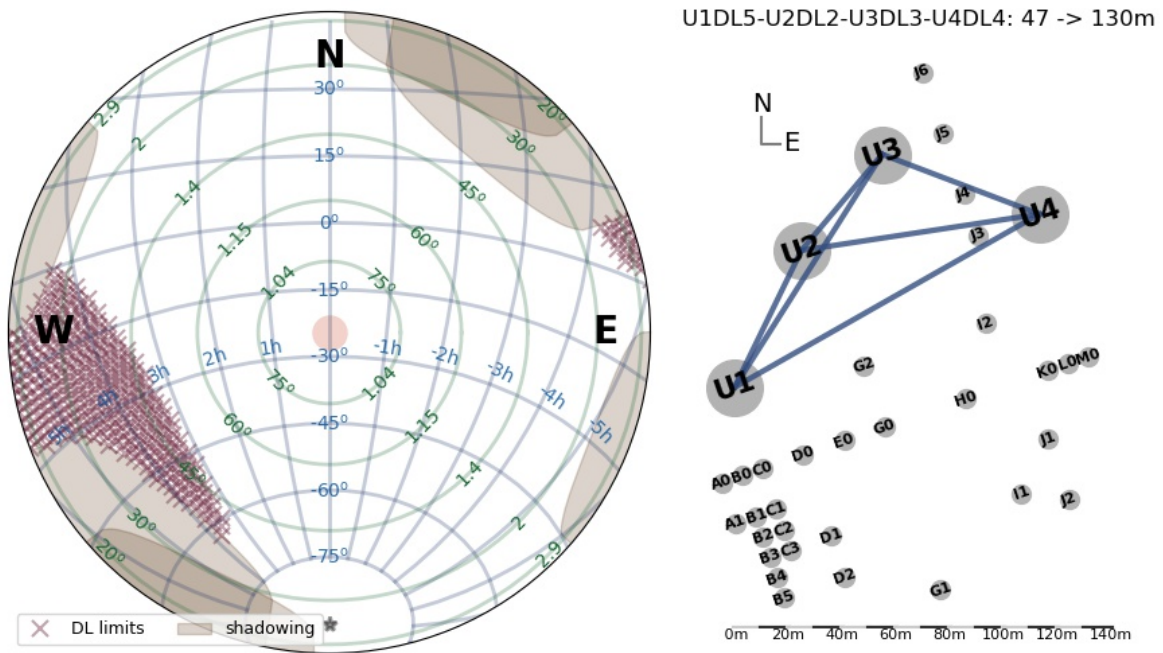 U1DL5-U2DL2-U3DL3-U4DL4: 47 -> 130m
N
2.9
20°
30°
2
30°
15°
1.4
45°
0°
1.15
60°
1.04
75°
-15°
W
E
-30°
3h
2h
1h
-1h
-2h
-3h
-4h
-5h
4h
5h
75°
1.04
60°
-45°
1.15
45°
-60°
1.4
30°
2
20°
-75°
2.9
DL limits
shadowing
J6
N
E
J5
U3
J4
U4
J3
U2
I2
G2
K0
L0
M0
U1
H0
G0
E0
J1
D0
A0
B0
C0
I1
J2
A1
B1
C1
B2
C2
D1
B3
C3
B4
D2
B5
G1
0m 20m 40m 60m 80m 100m 120m 140m